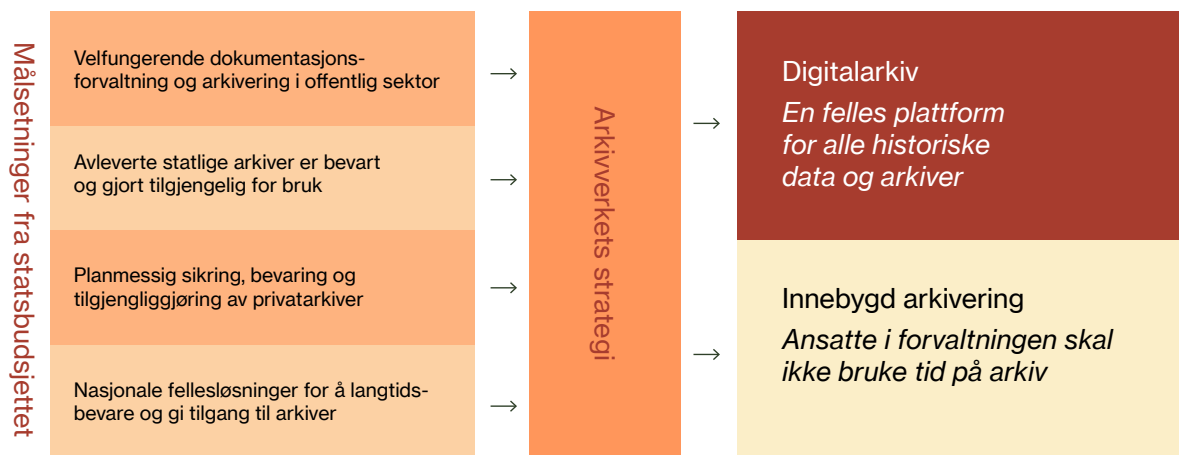 Målsetninger fra statsbudsjettet
Velfungerende dokumentasjons-
forvaltning og arkivering i offentlig sektor
Avleverte statlige arkiver er bevart
og gjort tilgjengelig for bruk
Planmessig sikring, bevaring og
tilgjengliggjøring av privatarkiver
Nasjonale fellesløsninger for å langtids-
bevare og gi tilgang til arkiver
Arkivverkets strategi
Digitalarkiv
En felles plattform
for alle historiske
data og arkiver
Innebygd arkivering
Ansatte i forvaltningen skal
ikke bruke tid på arkiv